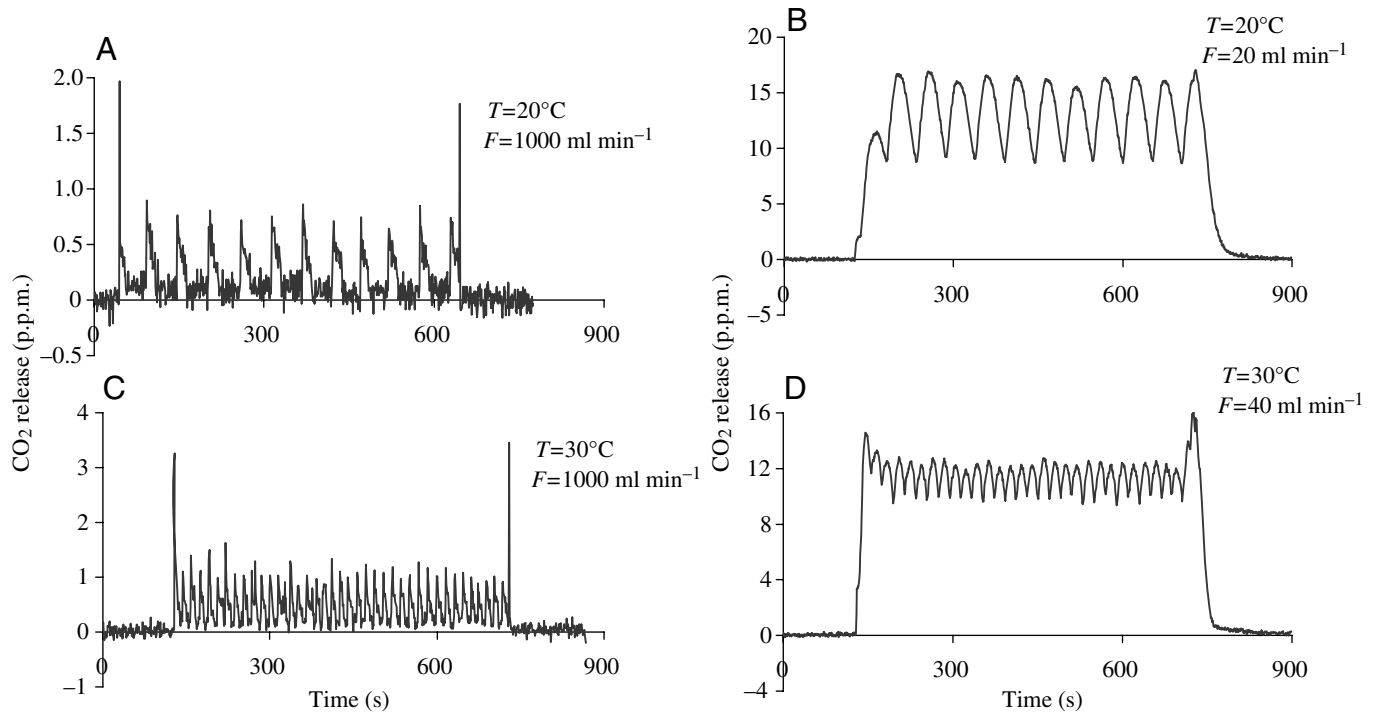 A
2.0
1.5
1.0
0.5
0
–0.5
0
300
600
900
T=20°C
F=1000 ml min–1
B
20
15
10
5
0
–5
0
300
600
900
T=20°C
F=20 ml min–1
CO2 release (p.p.m.)
CO2 release (p.p.m.)
C
4
3
2
1
0
–1
0
300
600
900
T=30°C
F=1000 ml min–1
Time (s)
D
16
12
8
4
0
–4
0
300
600
900
T=30°C
F=40 ml min–1
Time (s)